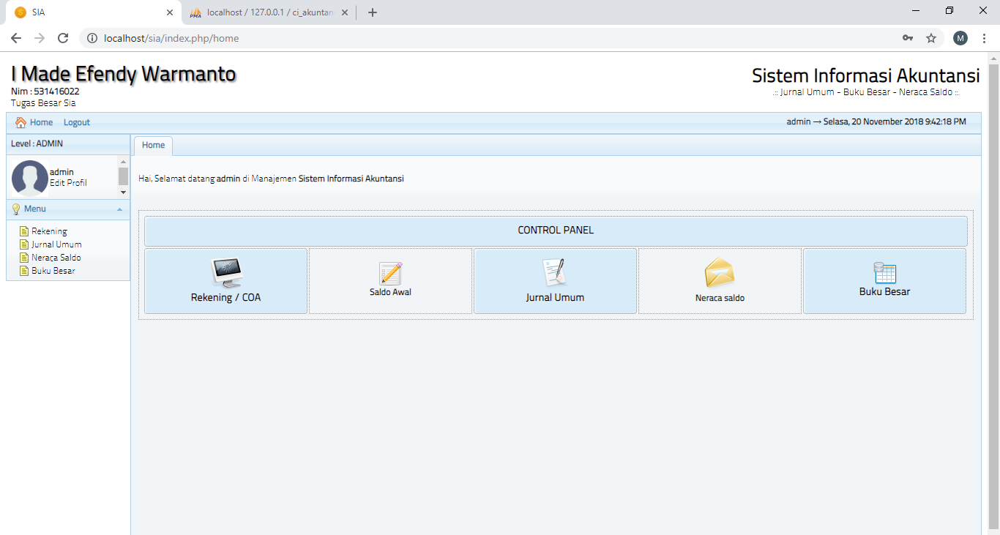 SIA
localhost / 127.0.0.1 / ci_akuntan
localhost/sia/index.php/home
M
I Made Efendy Warmanto
Nim : 531416022
Tugas Besar Sia
Sistem Informasi Akuntansi
.:: Jurnal Umum - Buku Besar - Neraca Saldo ::.
Home Logout
admin → Selasa, 20 November 2018 9:42:18 PM
Level : ADMIN
admin
Edit Profil
Menu
Rekening
Jurnal Umum
Neraca Saldo
Buku Besar
Home
Hai, Selamat datang admin di Manajemen Sistem Informasi Akuntansi
CONTROL PANEL
Rekening / COA
Saldo Awal
Jurnal Umum
Neraca saldo
Buku Besar